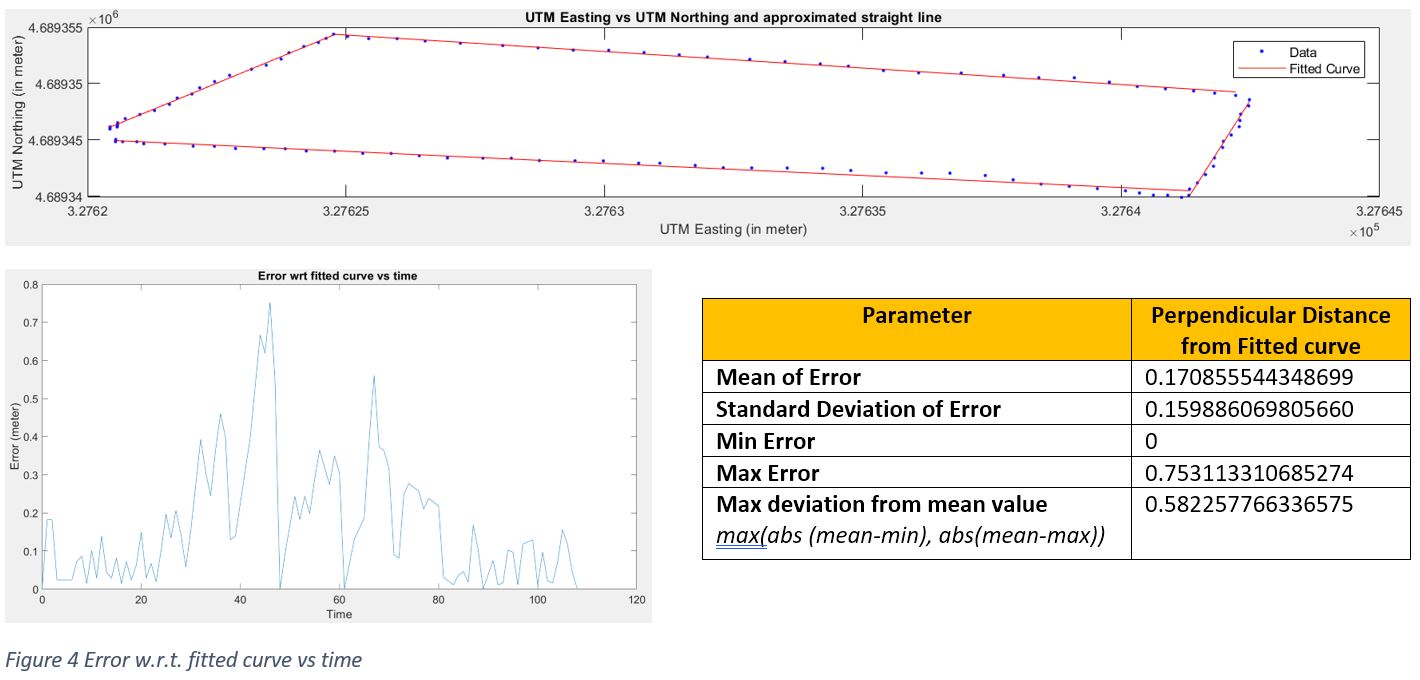 UTM Easting vs UTM Northing and approximated straight line
×10⁶
4.689355
4.68935
4.689345
4.68934
UTM Northing (in meter)
Data
Fitted Curve
3.2762
3.27625
3.2763
3.27635
3.2764
3.27645
UTM Easting (in meter)
×10⁵
Error wrt fitted curve vs time
0.8
0.7
0.6
0.5
0.4
0.3
0.2
0.1
0
Error (meter)
0
20
40
60
80
100
120
Time
Parameter
Perpendicular Distance
from Fitted curve
Mean of Error
0.170855544348699
Standard Deviation of Error
0.159886069805660
Min Error
0
Max Error
0.753113310685274
Max deviation from mean value
0.582257766336575
max(abs (mean-min), abs(mean-max))
Figure 4 Error w.r.t. fitted curve vs time